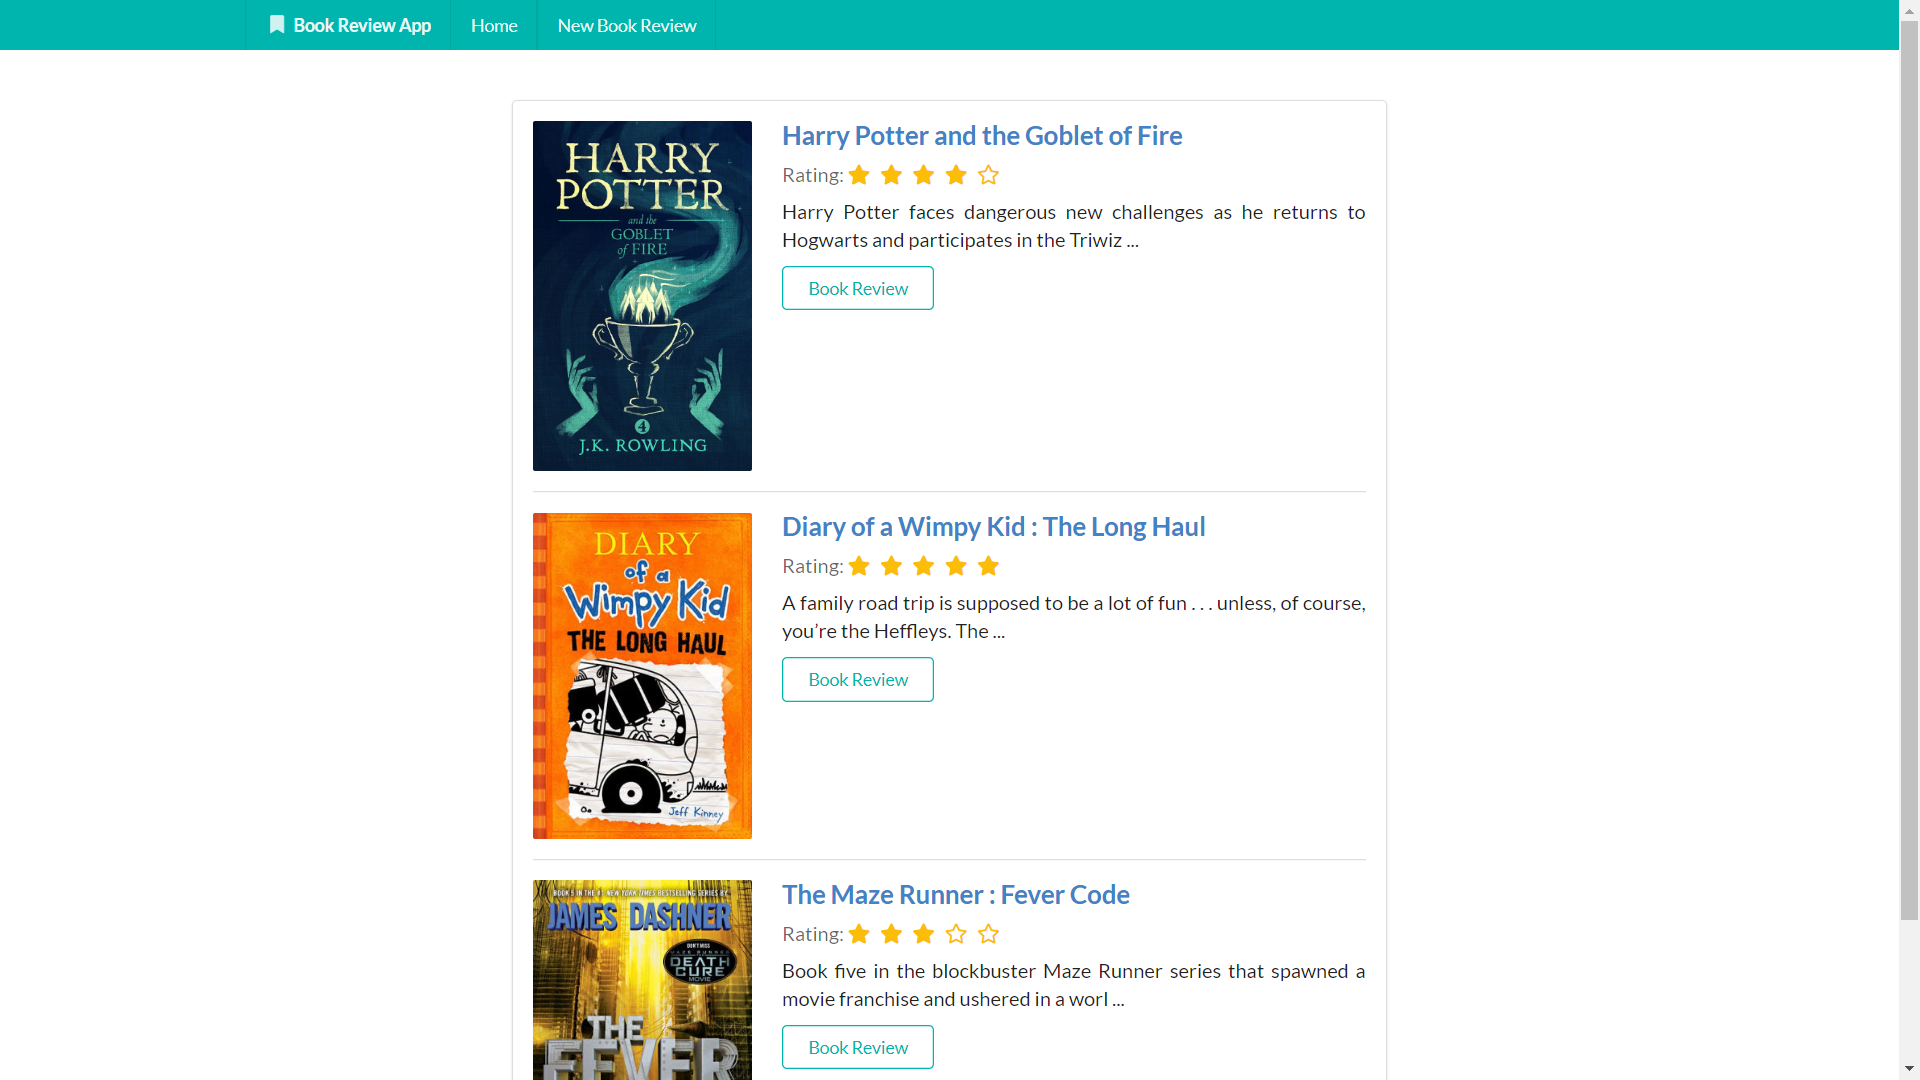 Book Review App
Home
New Book Review
HARRY
POTTER
and the
GOBLET
of FIRE
4
J.K. ROWLING
Harry Potter and the Goblet of Fire
Rating:
Harry Potter faces dangerous new challenges as he returns to
Hogwarts and participates in the Triwiz ...
Book Review
DIARY
of a
Wimpy Kid
THE LONG HAUL
Jeff Kinney
Diary of a Wimpy Kid : The Long Haul
Rating:
A family road trip is supposed to be a lot of fun . . . unless, of course,
you’re the Heffleys. The ...
Book Review
BOOK 5 IN THE #1 NEW YORK TIMES BESTSELLING SERIES BY
JAMES DASHNER
DON'T MISS
MAZE RUNNER
DEATH
CURE
MOVIE
THE
FEVER
The Maze Runner : Fever Code
Rating:
Book five in the blockbuster Maze Runner series that spawned a
movie franchise and ushered in a worl ...
Book Review